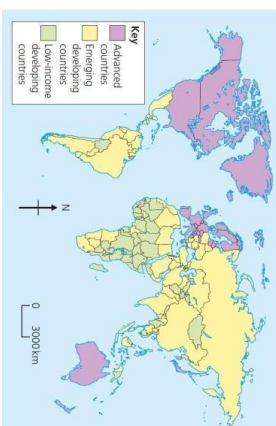 Key
Advanced
countries
Emerging
developing
countries
Low-income
developing
countries
N
0 3000 km